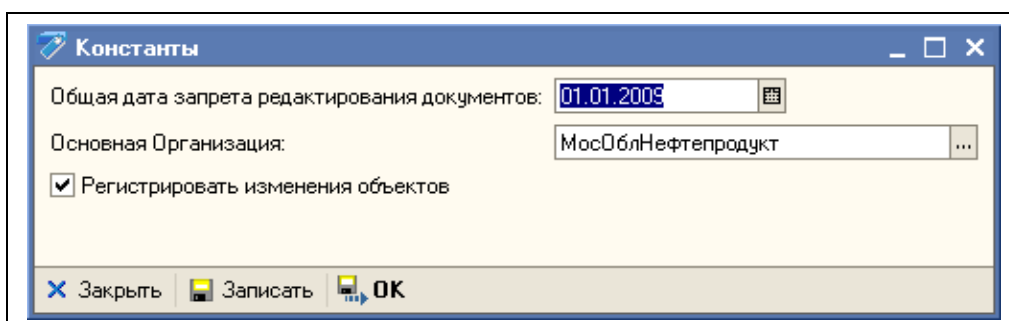 Константы
Общая дата запрета редактирования документов: 01.01.2009
Основная Организация: МосОблНефтепродукт ...
Регистрировать изменения объектов
Закрыть Записать OK